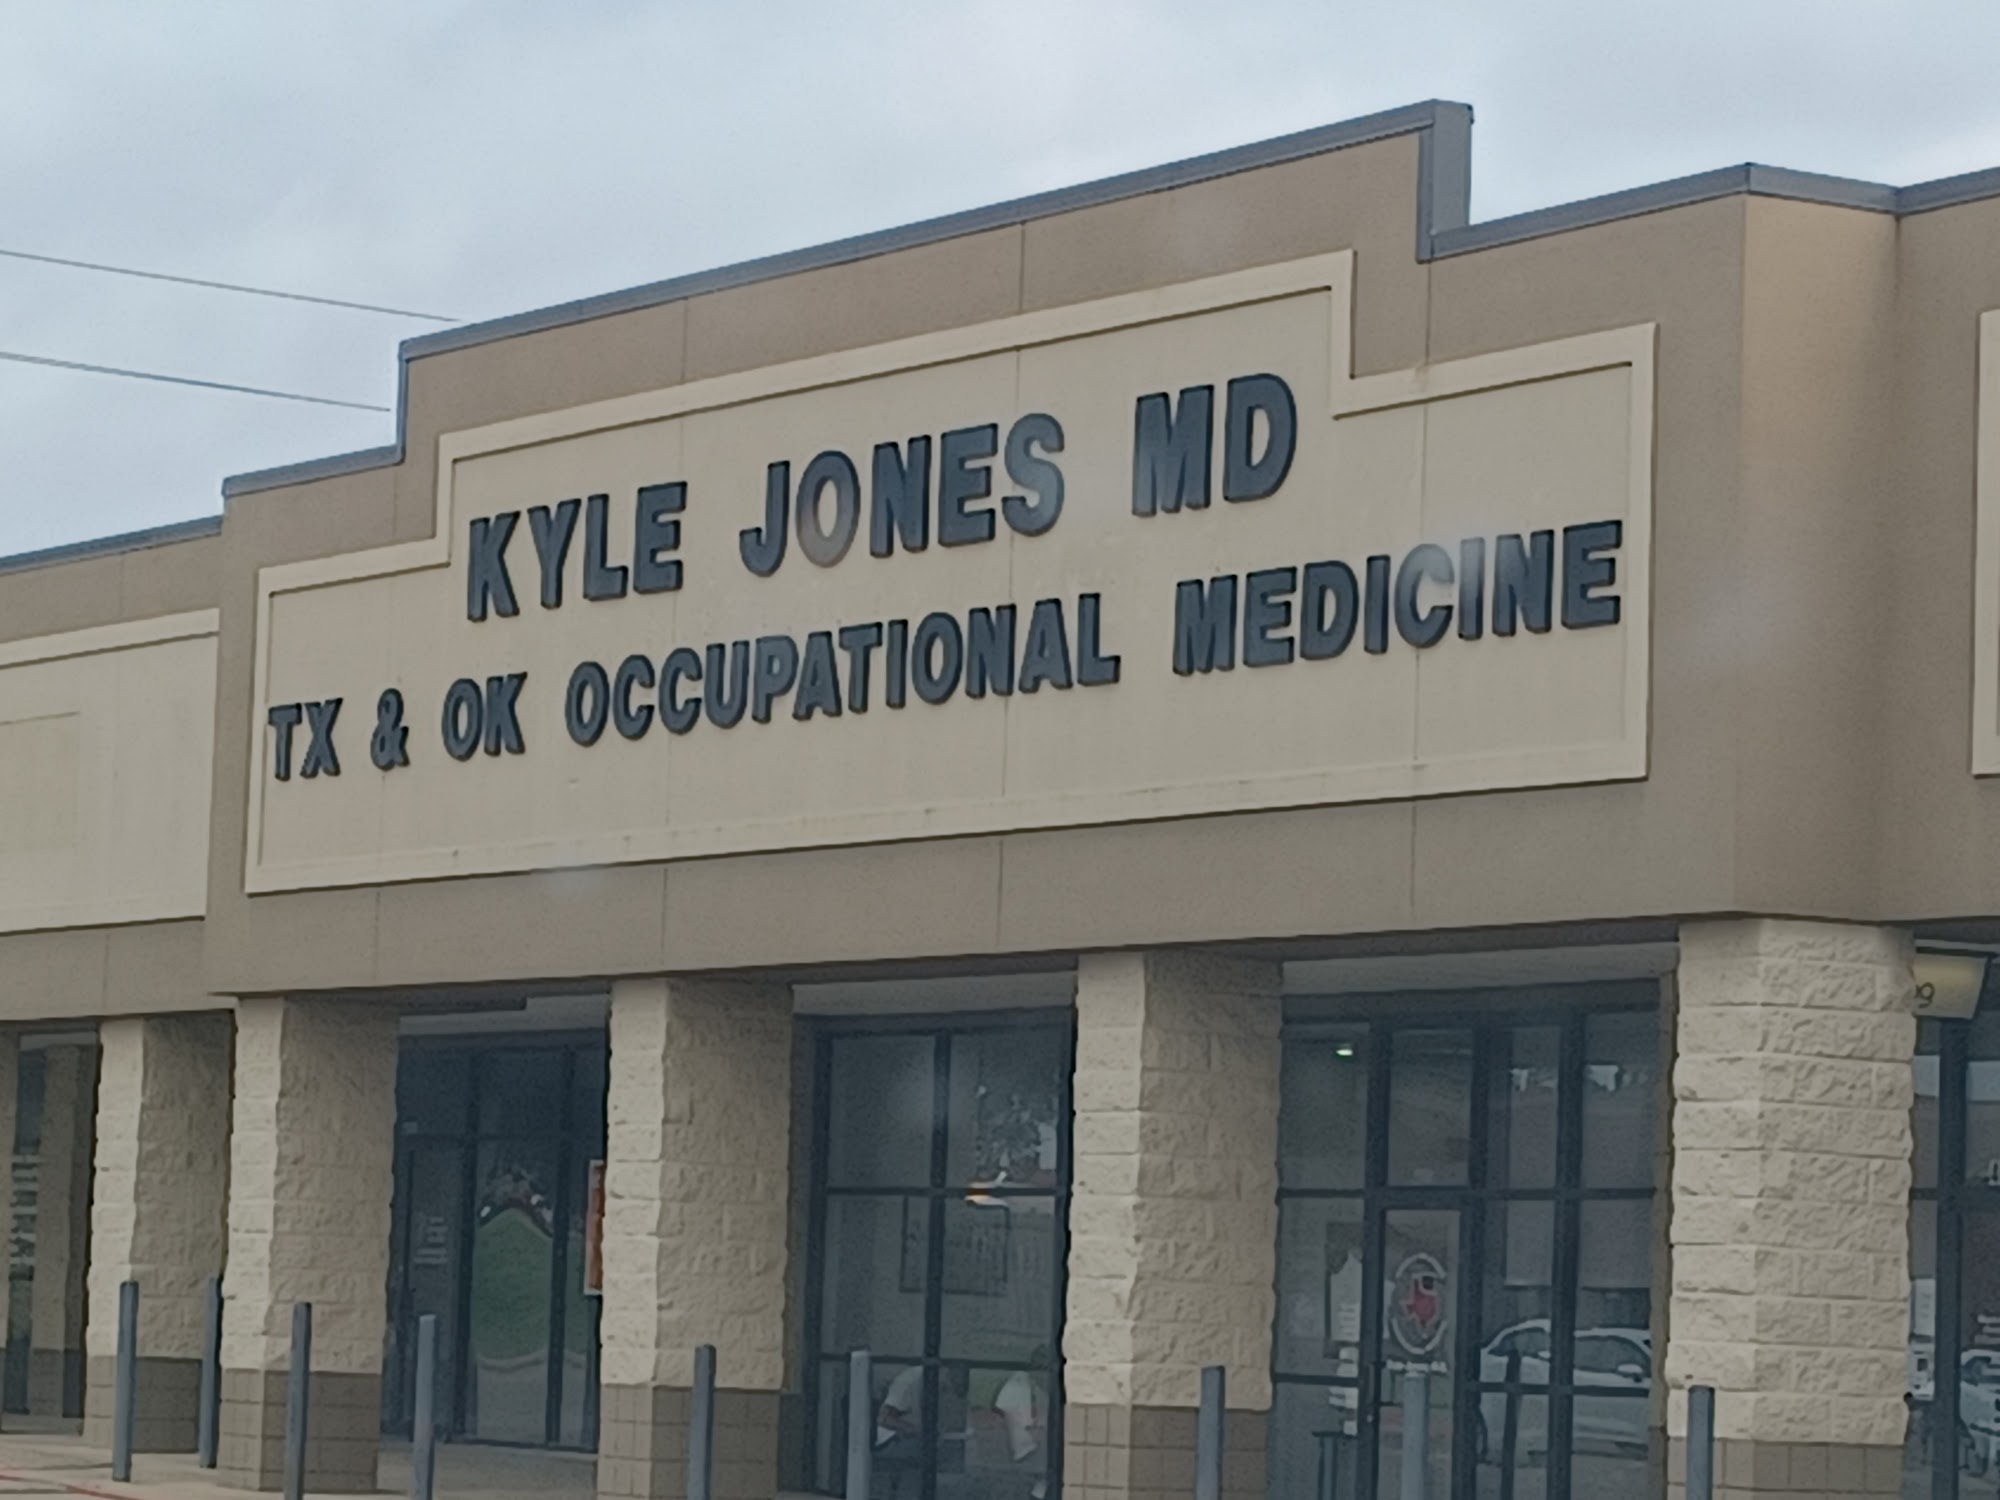 KYLE JONES MD
TX & OK OCCUPATIONAL MEDICINE